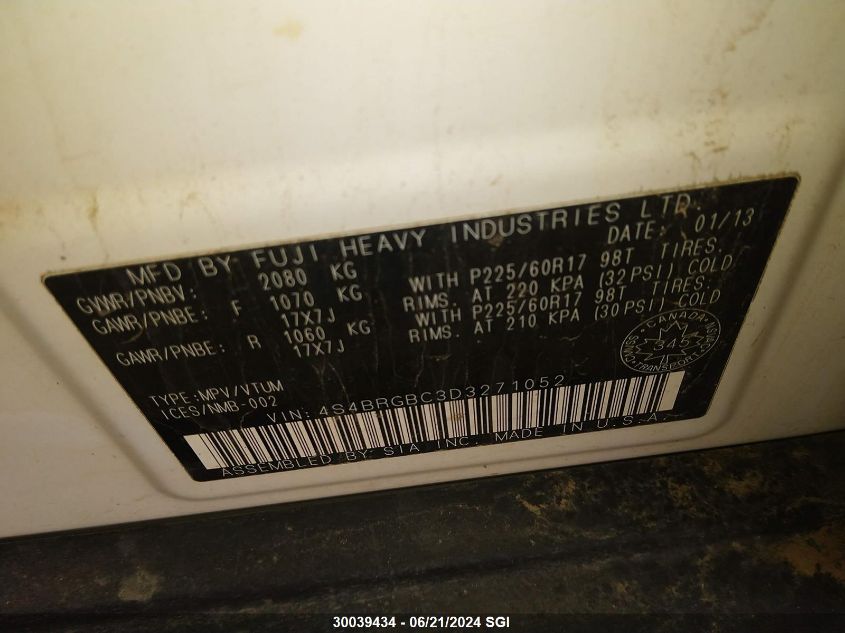 MFD BY FUJI HEAVY INDUSTRIES LTD.
DATE: 01/13
GVWR/PNBV: 2080 KG
GAWR/PNBE: F 1070 KG WITH P225/60R17 98T TIRES.
17X7J RIMS. AT 220 KPA (32 PSI) COLD
GAWR/PNBE: R 1060 KG WITH P225/60R17 98T TIRES:
17X7J RIMS. AT 210 KPA (30 PSI) COLD
TYPE:MPV/VTUM
ICES/NMB-002
CANADA
345
TRANSPORT
VIN: 4S4BRGBC3D3271052
ASSEMBLED BY: SIA INC. MADE IN U.S.A.
30039434 - 06/21/2024 SGI